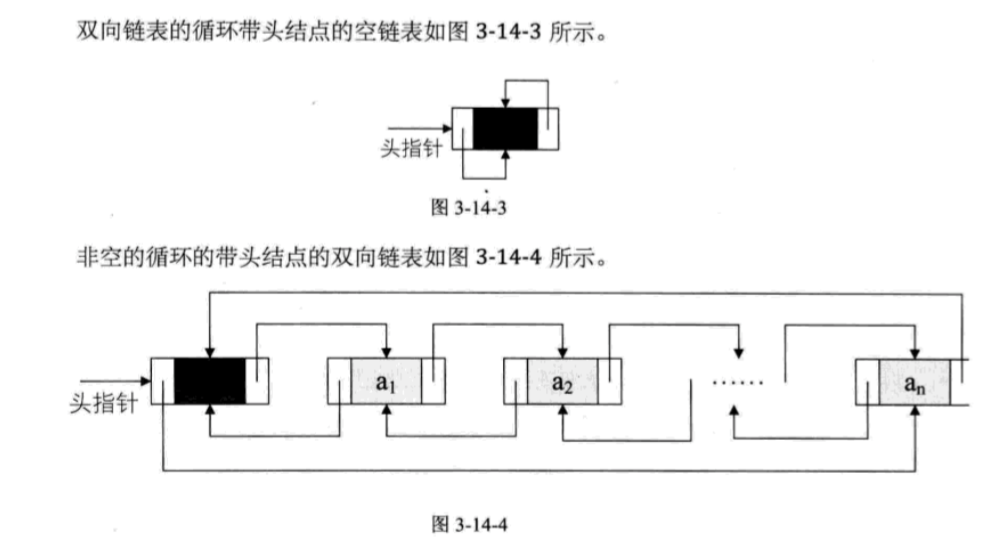 双向链表的循环带头结点的空链表如图 3-14-3 所示。
头指针
图 3-14-3
非空的循环的带头结点的双向链表如图 3-14-4 所示。
a₁ a₂ …… aₙ
头指针
图 3-14-4